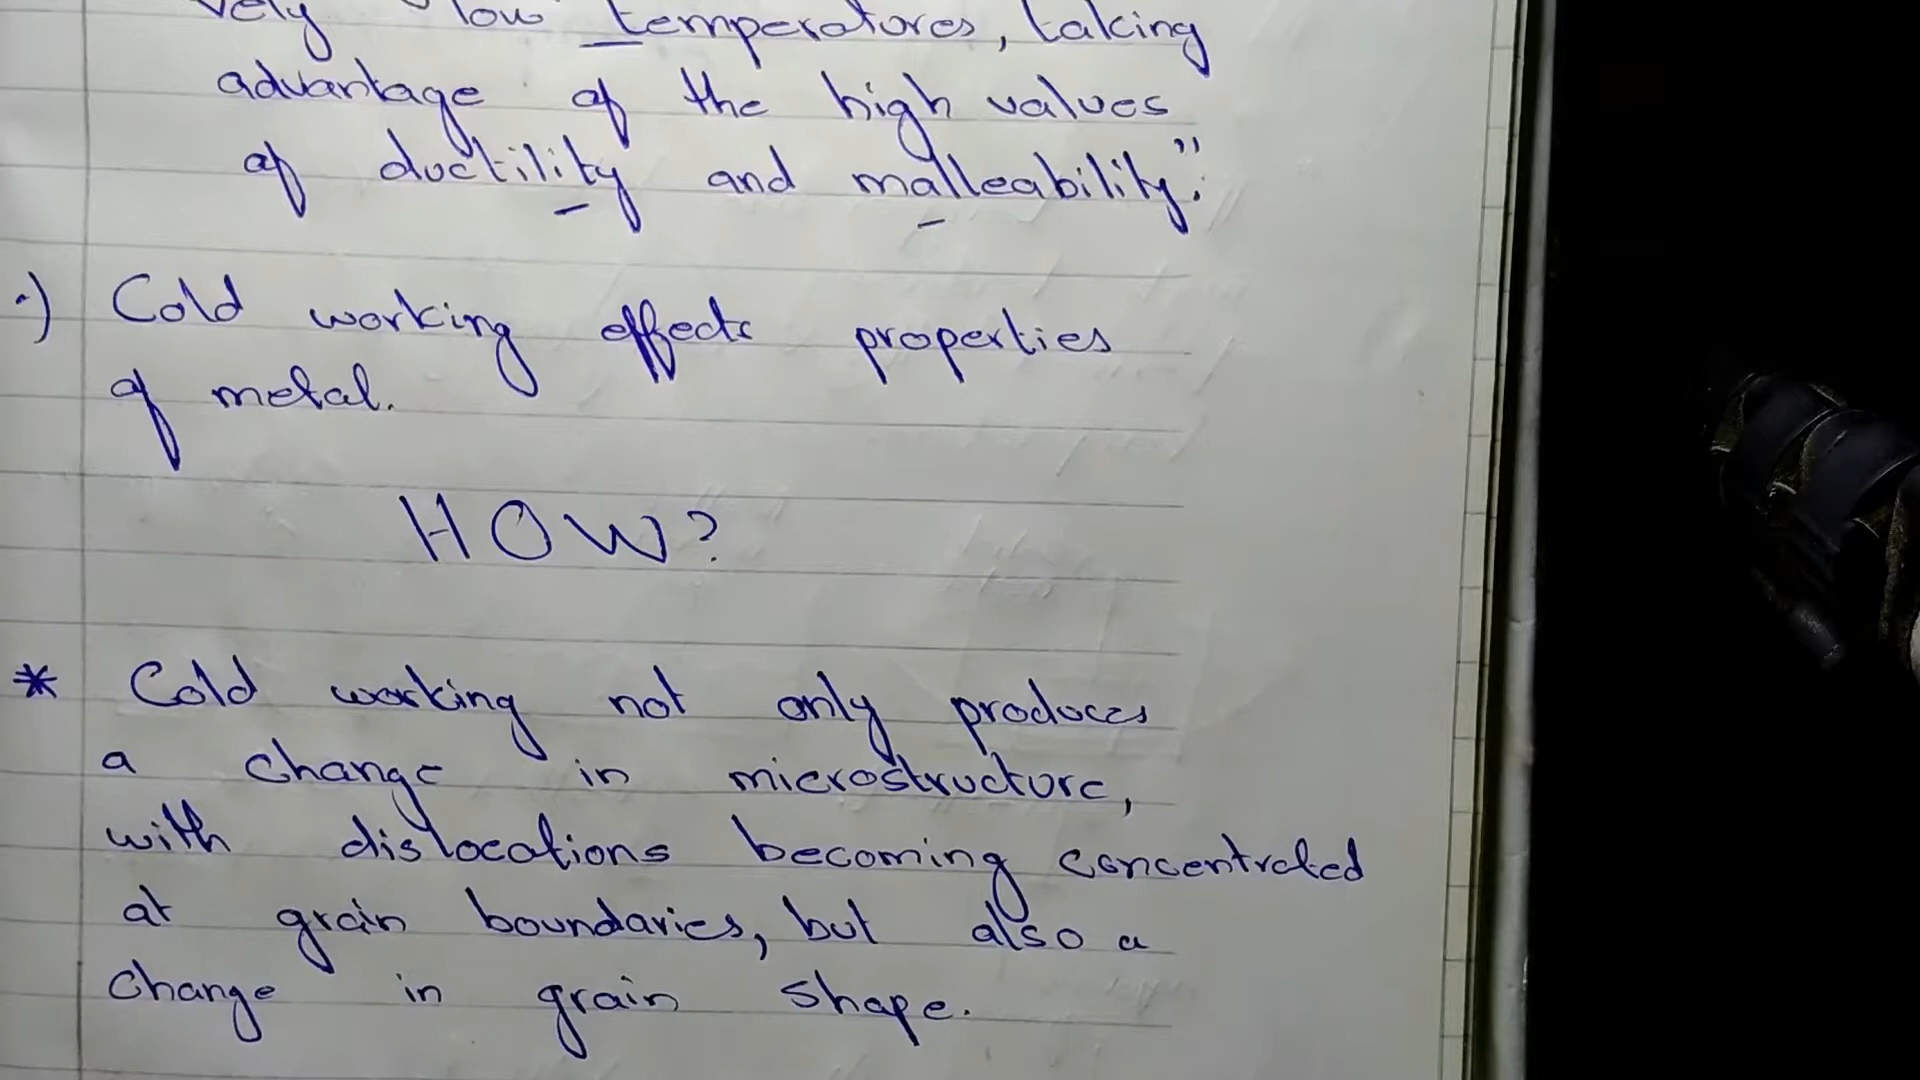 vely low temperatures, taking
advantage of the high values
of ductility and malleability."
•) Cold working effects properties
of metal.
HOW?
* Cold working not only produces
a change in microstructure,
with dislocations becoming concentrated
at grain boundaries, but also a
change in grain shape.